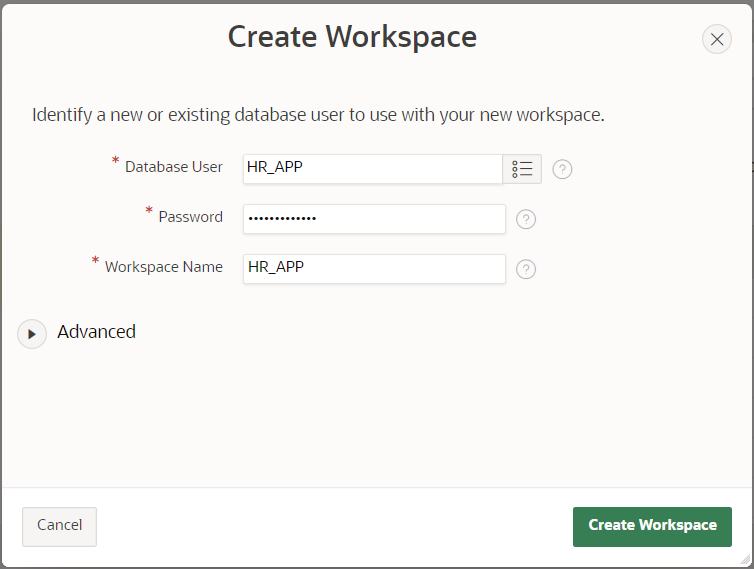 Create Workspace
Identify a new or existing database user to use with your new workspace.
* Database User HR_APP ?
* Password ••••••••••••• ?
* Workspace Name HR_APP ?
Advanced
Cancel Create Workspace